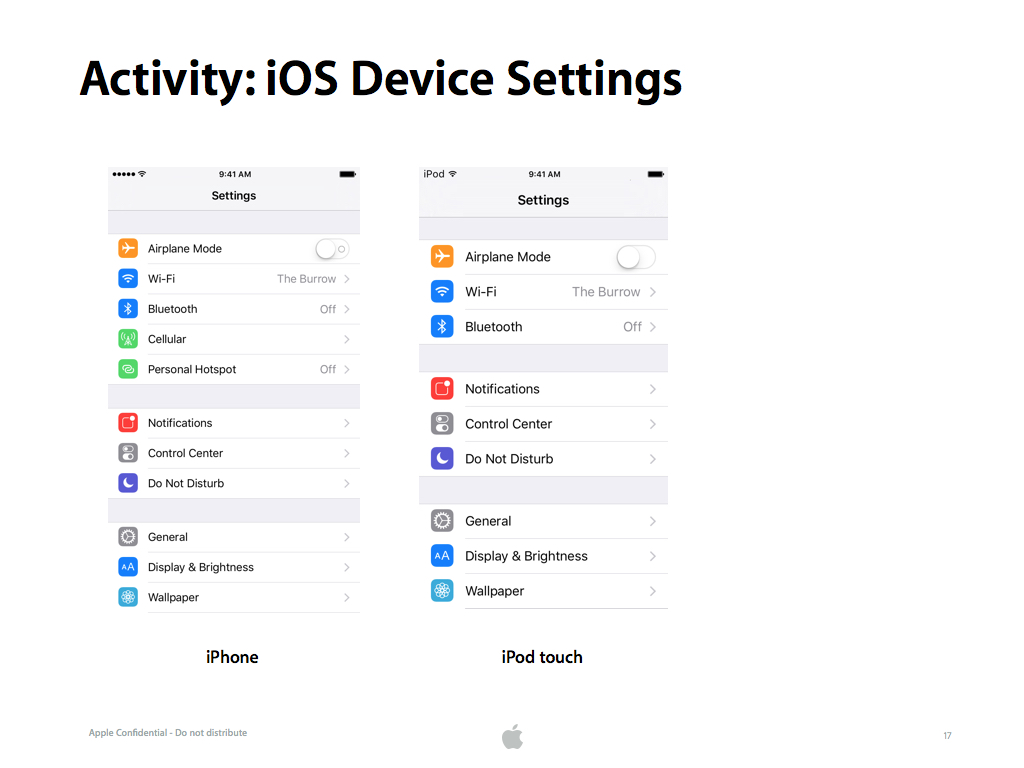 Activity: iOS Device Settings
9:41 AM
Settings
Airplane Mode
Wi-Fi The Burrow
Bluetooth Off
Cellular
Personal Hotspot Off
Notifications
Control Center
Do Not Disturb
General
AA Display & Brightness
Wallpaper
iPhone
iPod 9:41 AM
Settings
Airplane Mode
Wi-Fi The Burrow
Bluetooth Off
Notifications
Control Center
Do Not Disturb
General
AA Display & Brightness
Wallpaper
iPod touch
Apple Confidential - Do not distribute
17